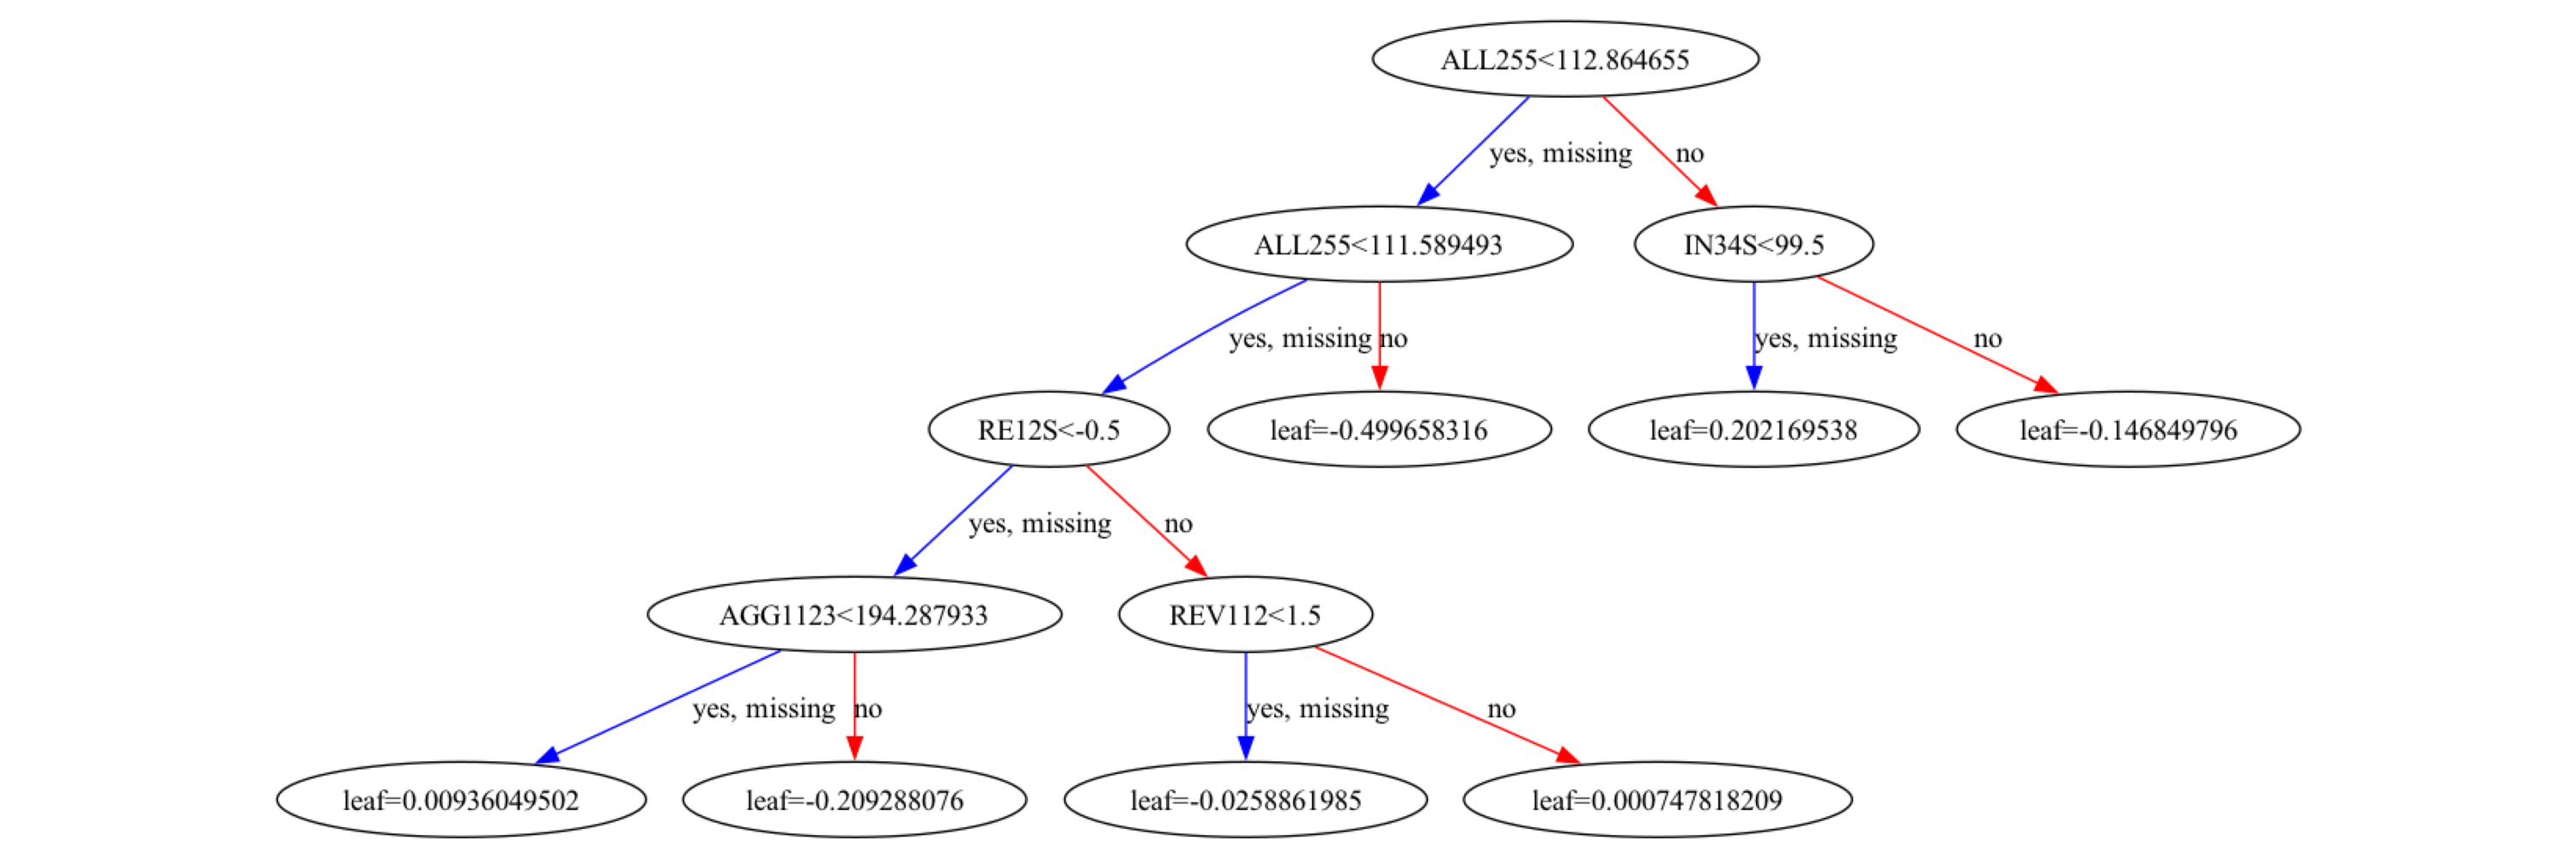 ALL255<112.864655
yes, missing
no
ALL255<111.589493
IN34S<99.5
yes, missing
no
yes, missing
no
RE12S<-0.5
leaf=-0.499658316
leaf=0.202169538
leaf=-0.146849796
yes, missing
no
AGG1123<194.287933
REV112<1.5
yes, missing
no
yes, missing
no
leaf=0.00936049502
leaf=-0.209288076
leaf=-0.0258861985
leaf=0.000747818209